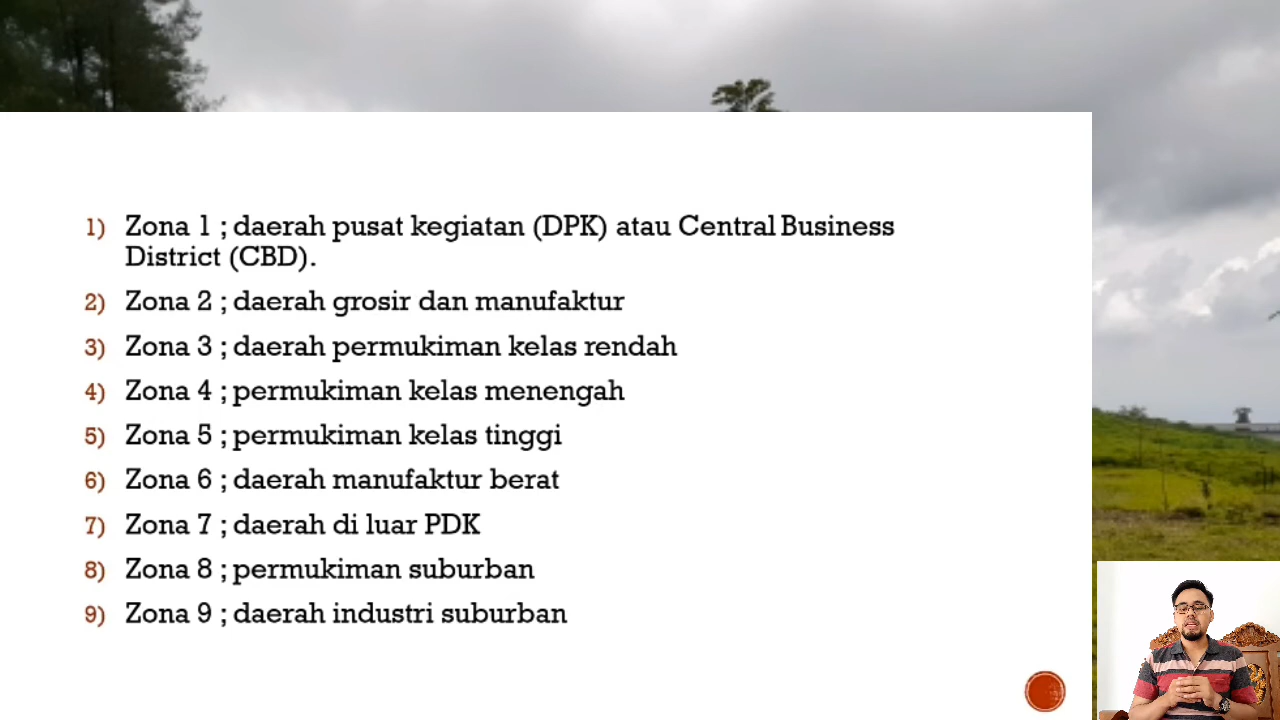 1) Zona 1 ; daerah pusat kegiatan (DPK) atau Central Business
District (CBD).
2) Zona 2 ; daerah grosir dan manufaktur
3) Zona 3 ; daerah permukiman kelas rendah
4) Zona 4 ; permukiman kelas menengah
5) Zona 5 ; permukiman kelas tinggi
6) Zona 6 ; daerah manufaktur berat
7) Zona 7 ; daerah di luar PDK
8) Zona 8 ; permukiman suburban
9) Zona 9 ; daerah industri suburban